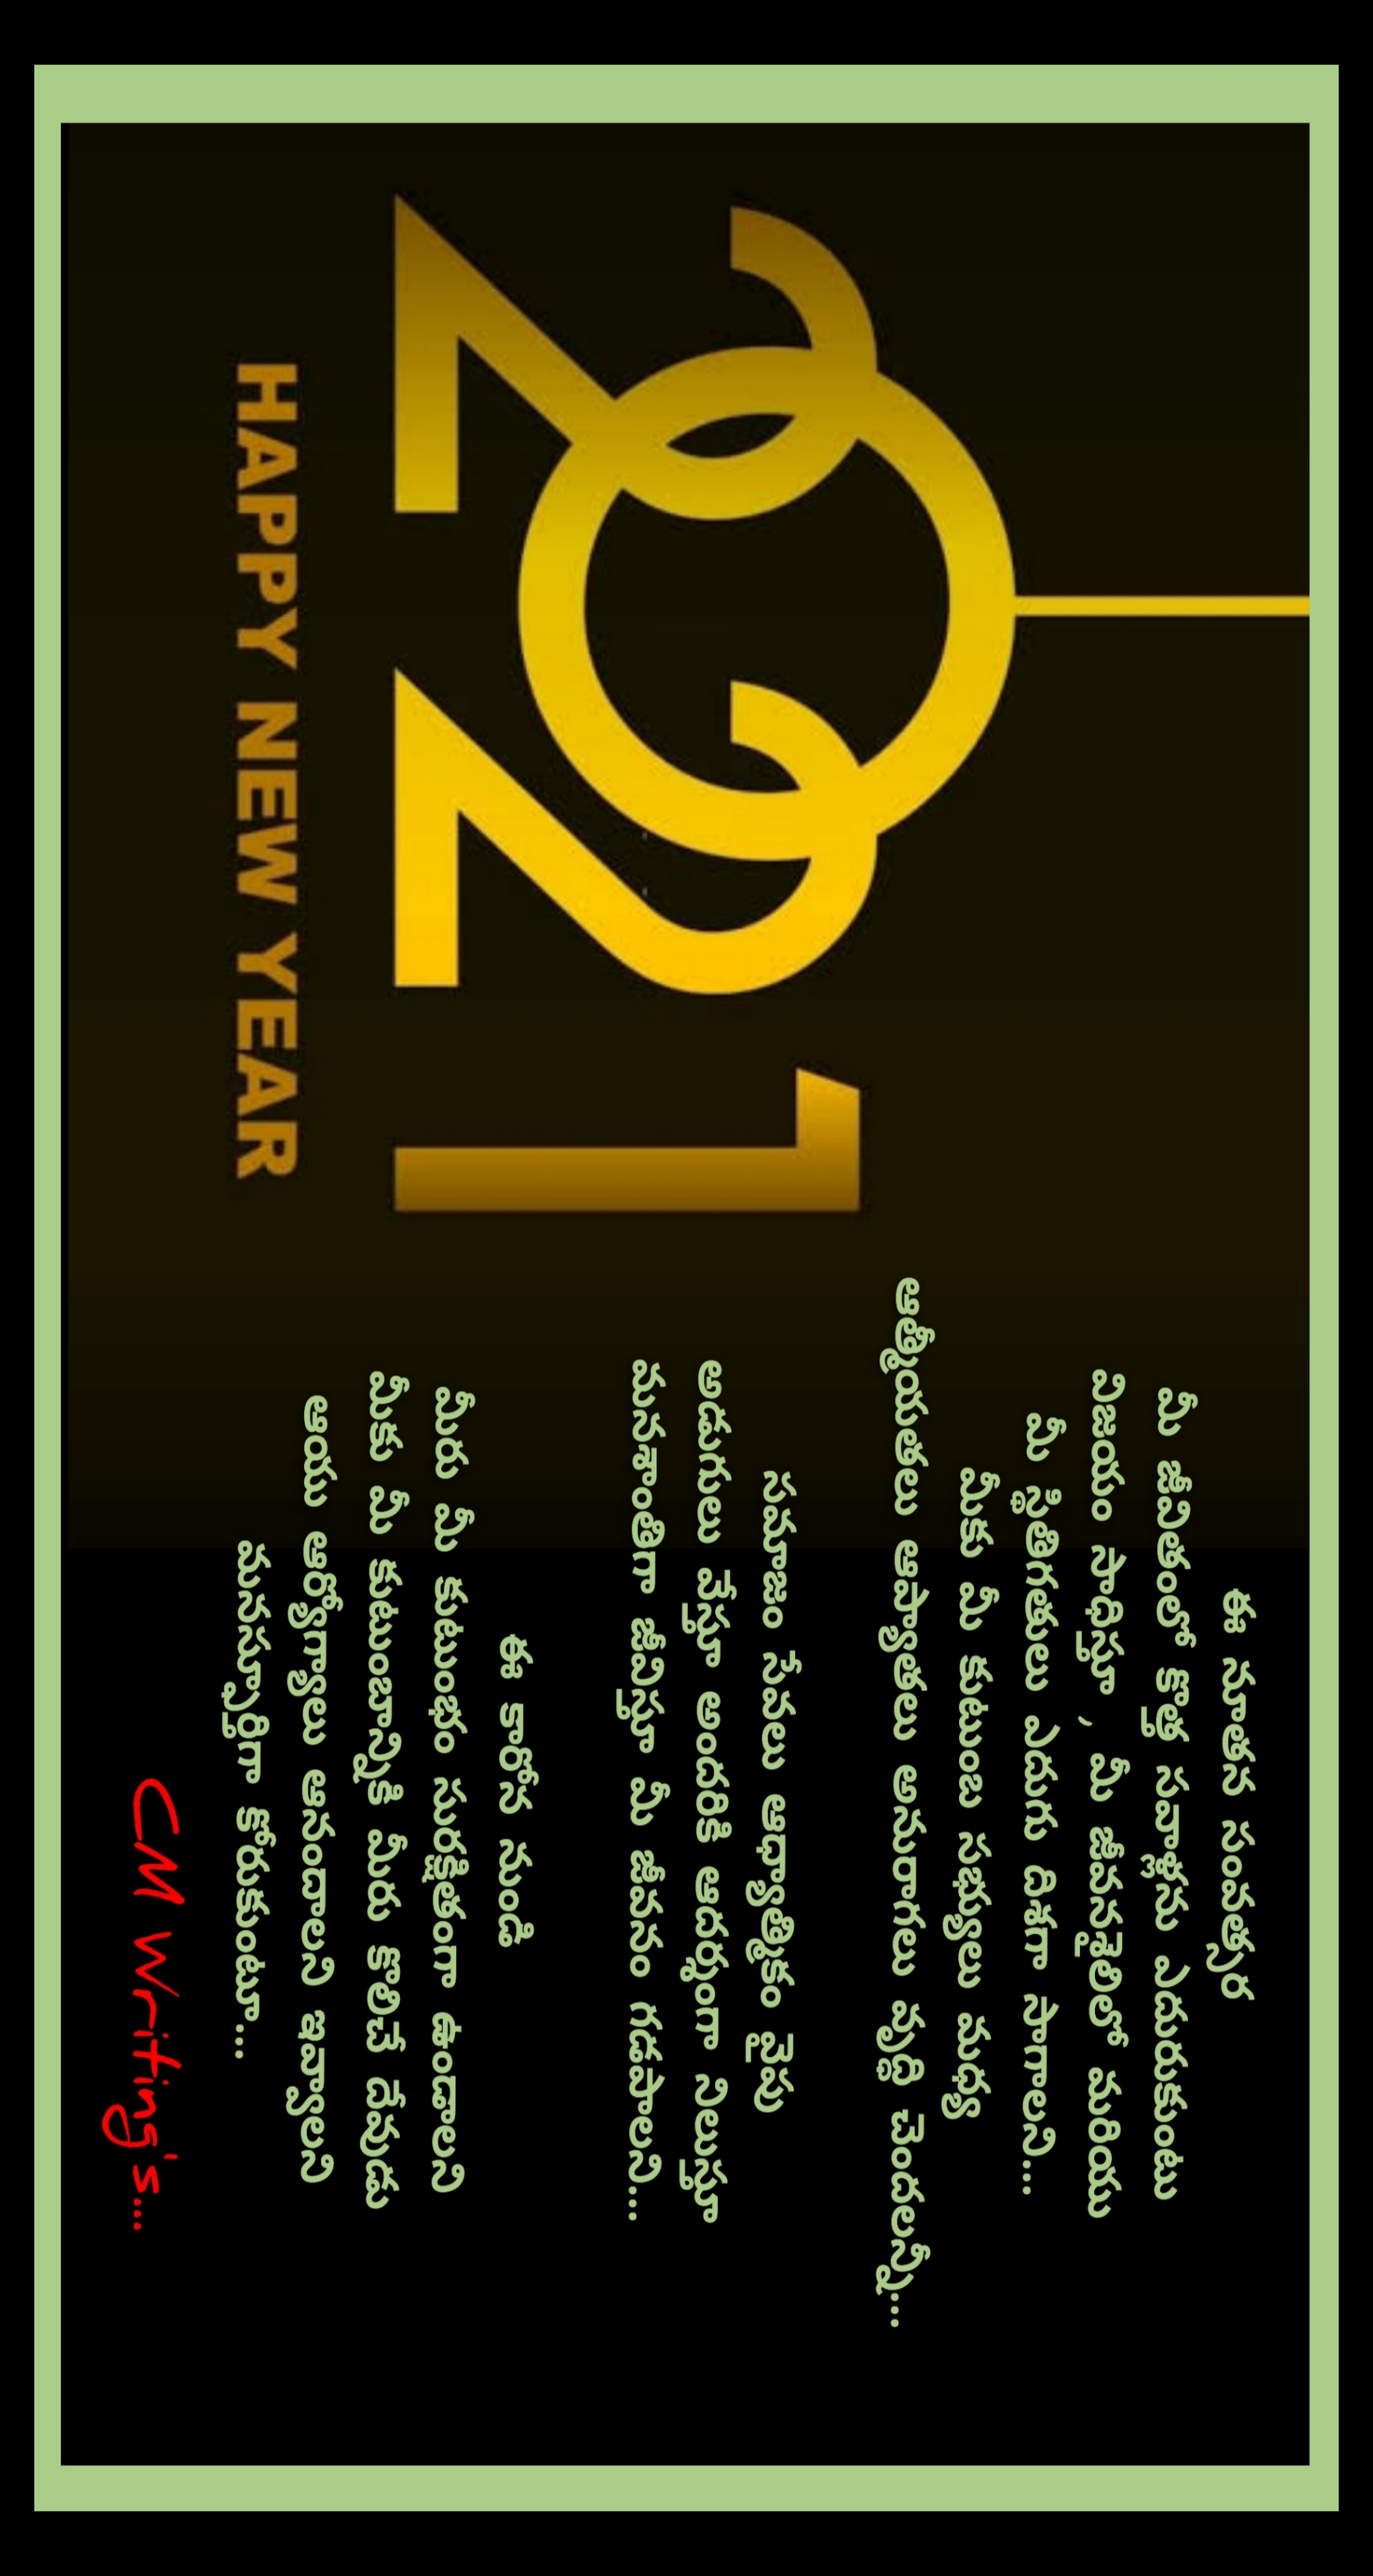 2021
HAPPY NEW YEAR
ఈ నూతన సంవత్సర
మీ జీవితంలో కొత్త సవాళ్లను ఎదురుకుంటు
విజయం సాధిస్తూ , మీ జీవనశైలిలో మరియు
మీ స్థితిగతులు ఎదుగు దిశగా సాగాలని...
మీకు మీ కుటుంబ సభ్యులు మధ్య
ఆత్మీయతలు ఆప్యాతలు అనురాగలు వృద్ధి చెందలన్నీ...
సమాజం సేవలు ఆధ్యాత్మికం వైపు
అడుగులు వేస్తూ అందరికి ఆదర్శంగా నిలుస్తూ
మనశాంతిగా జీవిస్తూ మీ జీవనం గడపాలని...
ఈ కారోన నుండి
మీరు మీ కుటుంభం సురక్షితంగా ఉండాలని
మీకు మీ కుటుంబాన్నికి మీరు కొలిచే దేవుడు
ఆయు ఆర్యోగ్యాలు ఆనందాలని ఇవ్వాలని
మనస్ఫూర్తిగా కోరుకుంటూ...
CM Writing's...